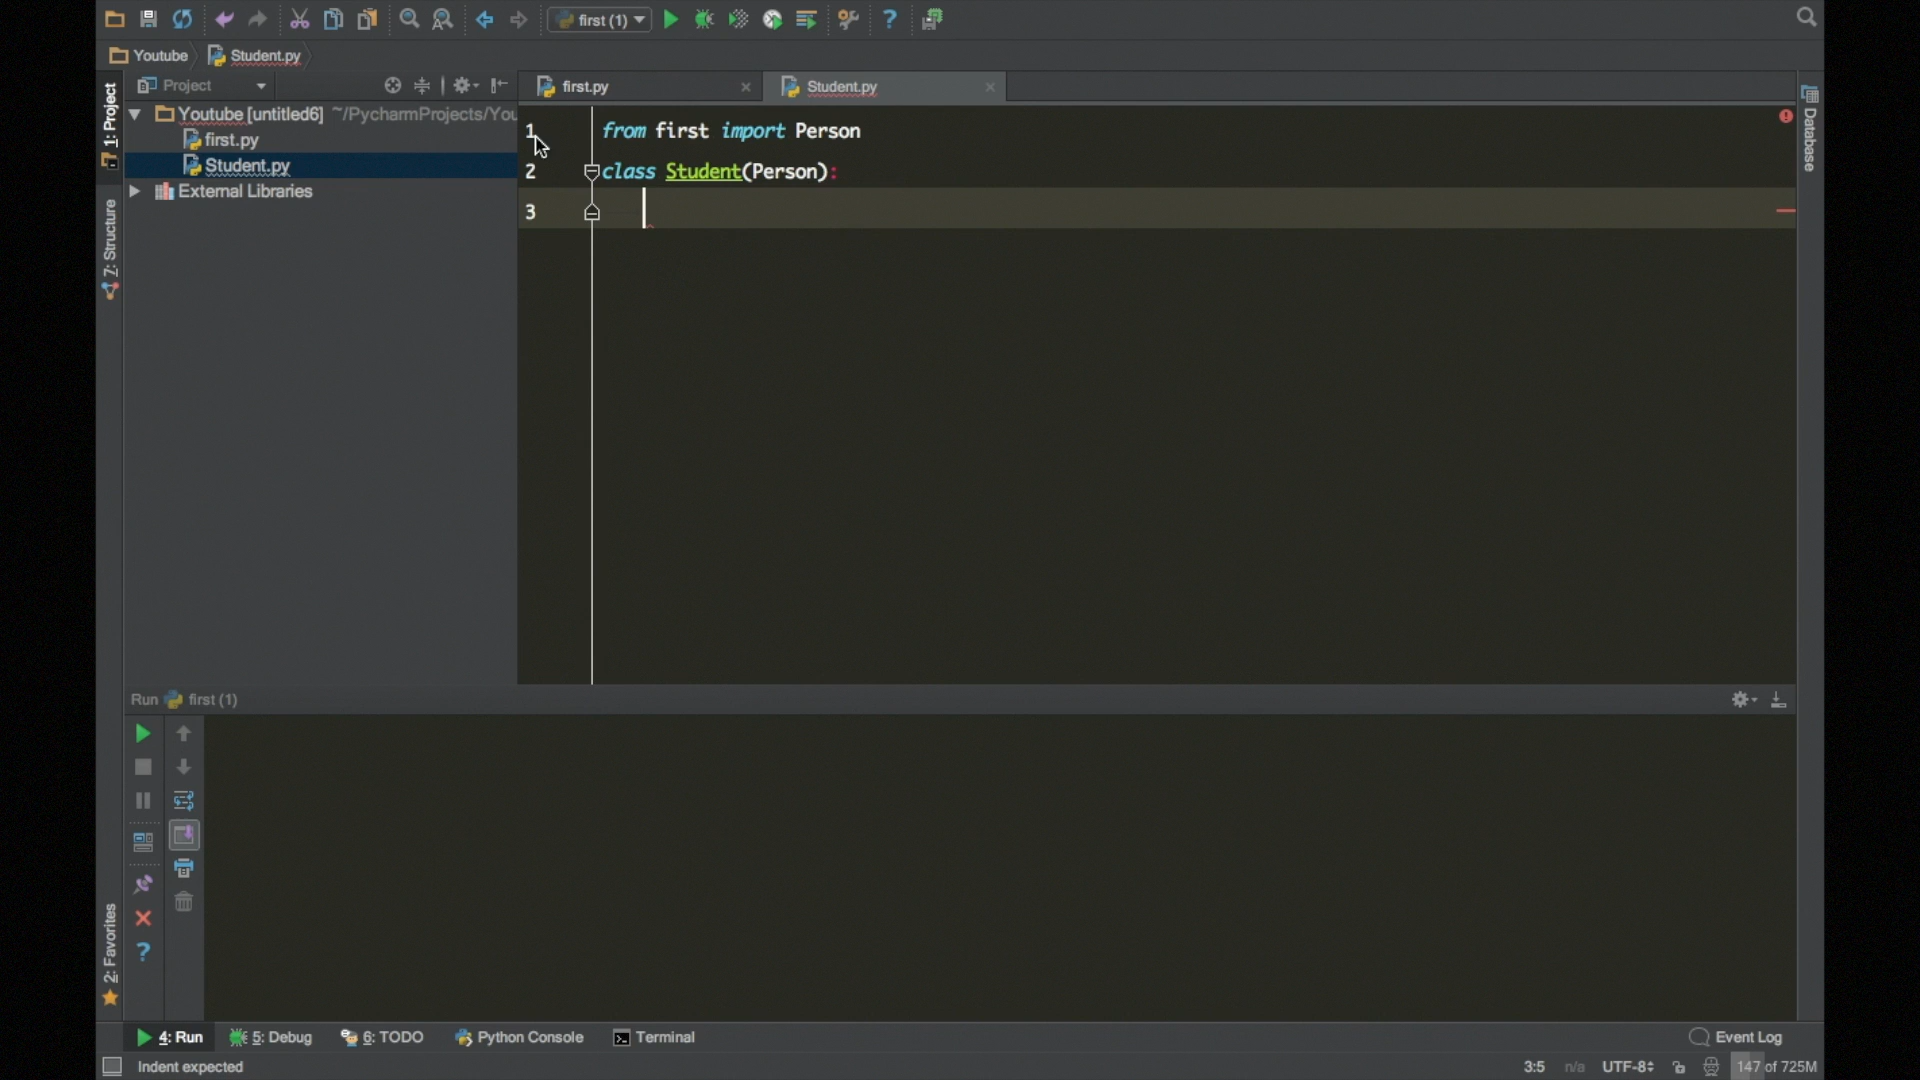 first (1)
Youtube
Student.py
1: Project
Project
first.py
Student.py
Youtube [untitled6] ~/PycharmProjects/You
first.py
Student.py
External Libraries
7: Structure
2: Favorites
Database
1 from first import Person
2 class Student(Person):
3
Run first (1)
4: Run
5: Debug
6: TODO
Python Console
Terminal
Event Log
Indent expected
3:5
n/a
UTF-8
147 of 725M